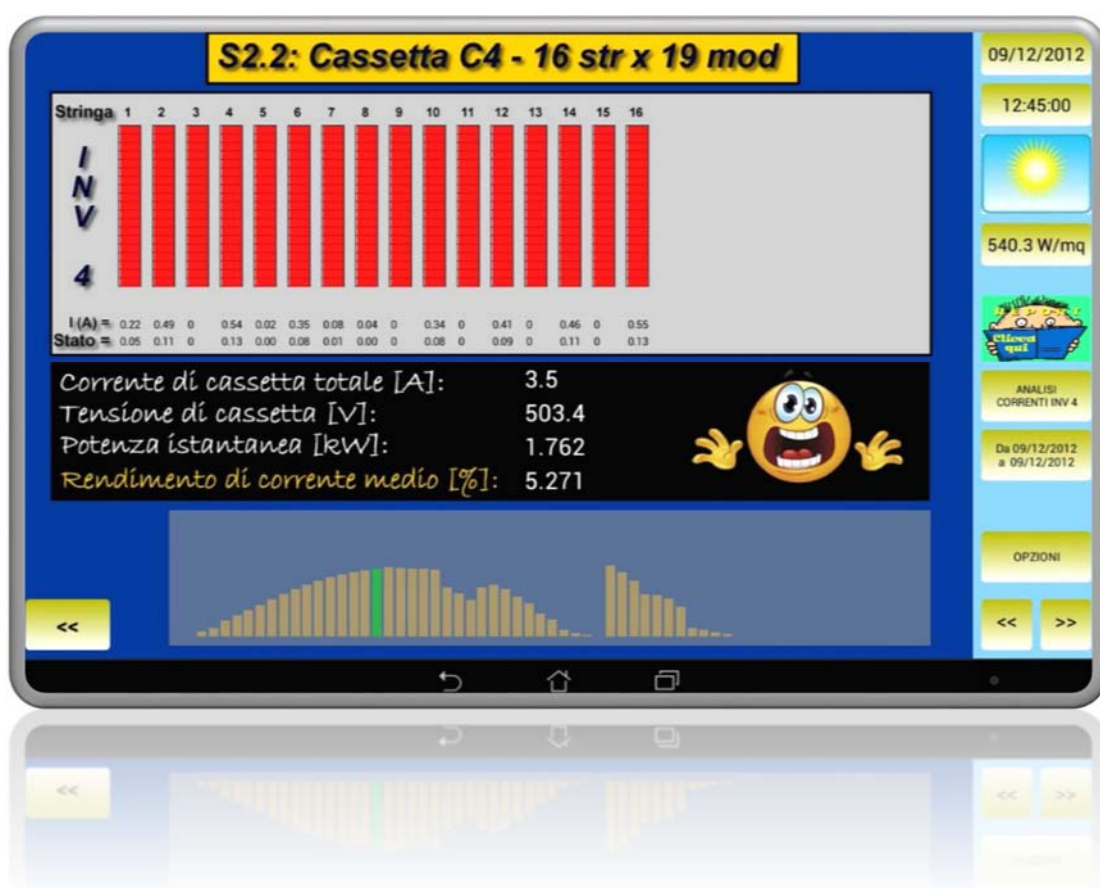 S2.2: Cassetta C4 - 16 str x 19 mod
Stringa 1 2 3 4 5 6 7 8 9 10 11 12 13 14 15 16
INV
4
I (A) = 0.22 0.49 0 0.54 0.02 0.35 0.08 0.04 0 0.34 0 0.41 0 0.46 0 0.55
Stato = 0.05 0.11 0 0.13 0.00 0.08 0.01 0.00 0 0.08 0 0.09 0 0.11 0 0.13
Corrente di cassetta totale [A]: 3.5
Tensione di cassetta [V]: 503.4
Potenza istantanea [kW]: 1.762
Rendimento di corrente medio [%]: 5.271
<<
09/12/2012
12:45:00
540.3 W/mq
REPORT
Clicca
qui
ANALISI
CORRENTI INV 4
Da 09/12/2012
a 09/12/2012
OPZIONI
<< >>